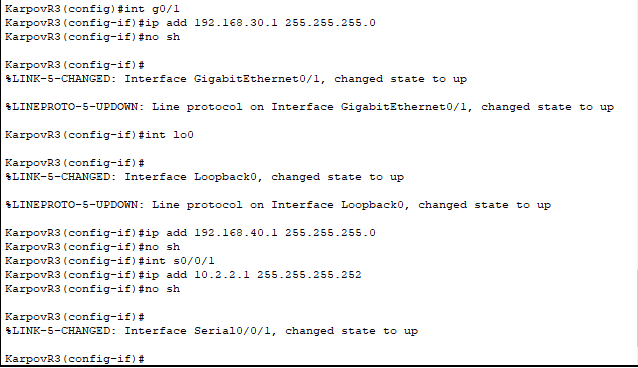 KarpovR3(config)#int g0/1
KarpovR3(config-if)#ip add 192.168.30.1 255.255.255.0
KarpovR3(config-if)#no sh
KarpovR3(config-if)#
%LINK-5-CHANGED: Interface GigabitEthernet0/1, changed state to up
%LINEPROTO-5-UPDOWN: Line protocol on Interface GigabitEthernet0/1, changed state to up
KarpovR3(config-if)#int lo0
KarpovR3(config-if)#
%LINK-5-CHANGED: Interface Loopback0, changed state to up
%LINEPROTO-5-UPDOWN: Line protocol on Interface Loopback0, changed state to up
KarpovR3(config-if)#ip add 192.168.40.1 255.255.255.0
KarpovR3(config-if)#no sh
KarpovR3(config-if)#int s0/0/1
KarpovR3(config-if)#ip add 10.2.2.1 255.255.255.252
KarpovR3(config-if)#no sh
KarpovR3(config-if)#
%LINK-5-CHANGED: Interface Serial0/0/1, changed state to up
KarpovR3(config-if)#